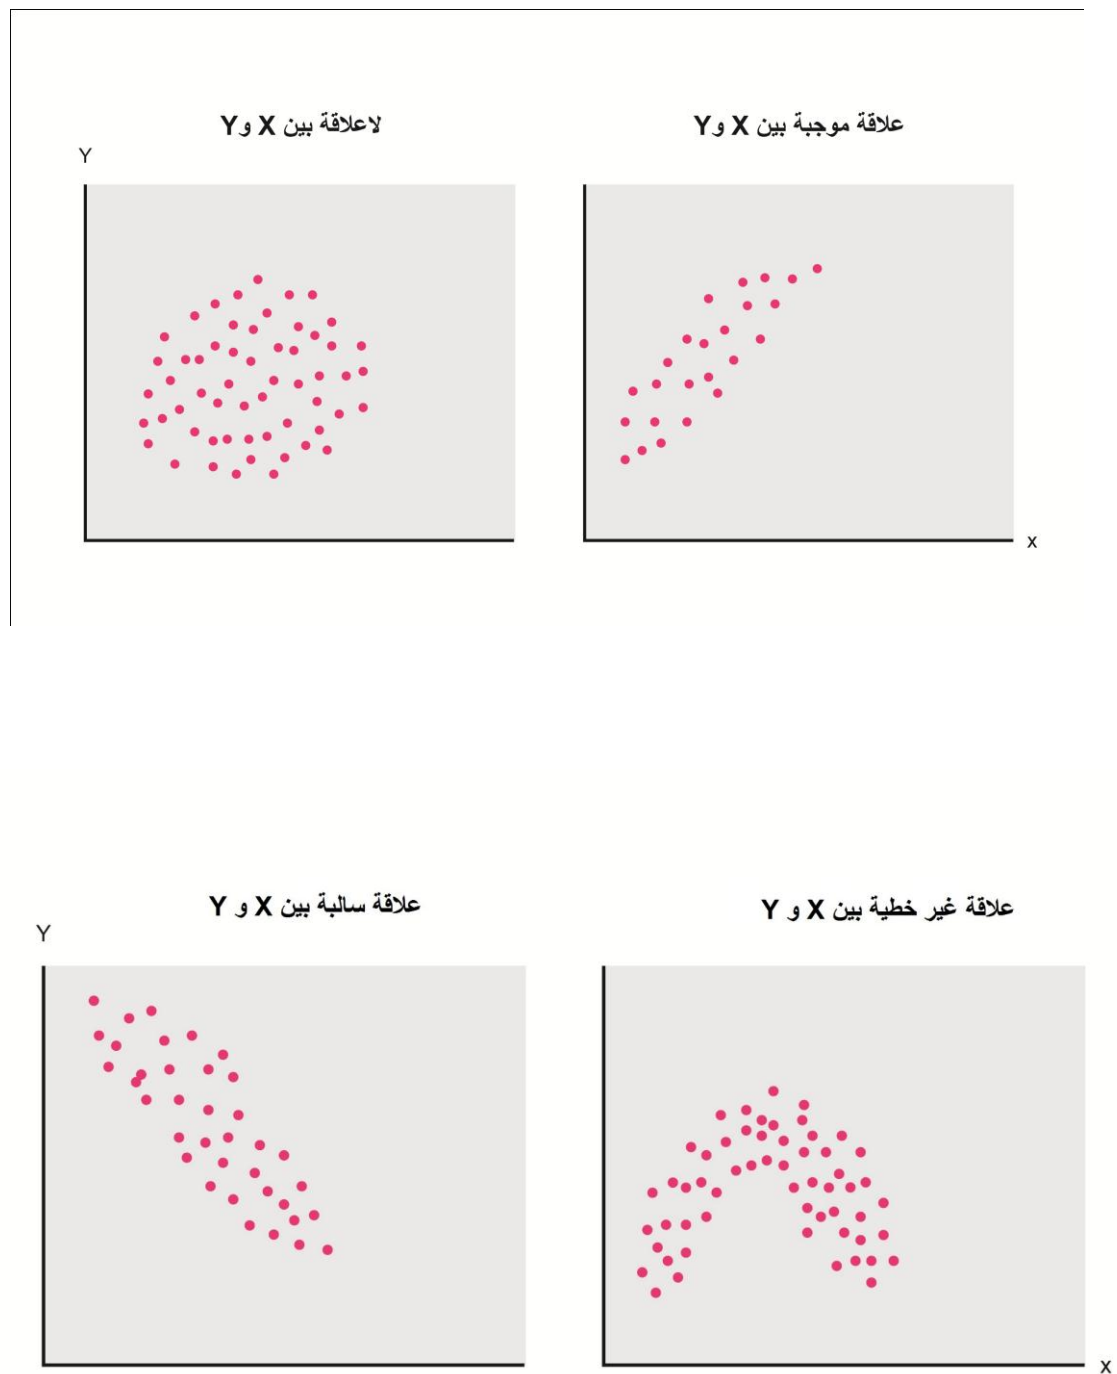 علاقة موجبة بين X وY
لاعلاقة بين X وY
Y
x
علاقة غير خطية بين X و Y
علاقة سالبة بين X و Y
Y
x